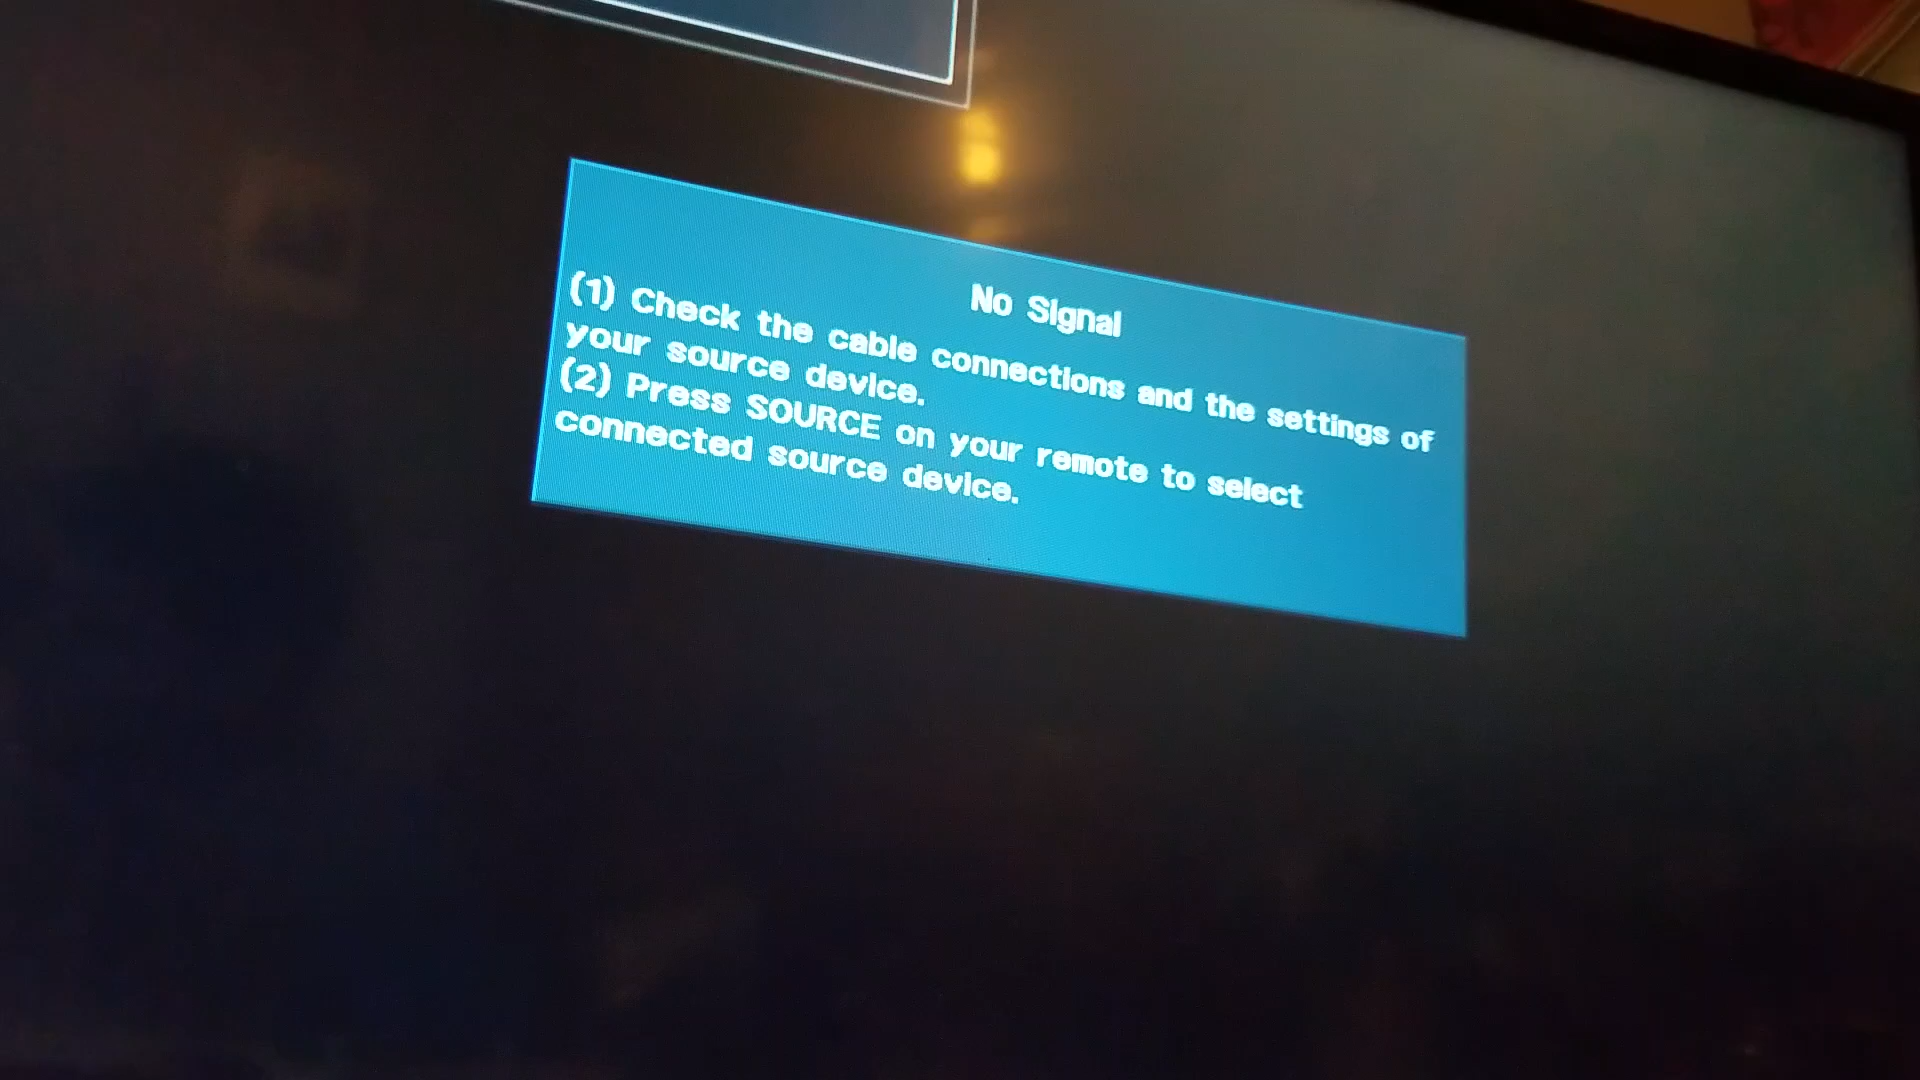 No Signal
(1) Check the cable connections and the settings of
your source device.
(2) Press SOURCE on your remote to select
connected source device.